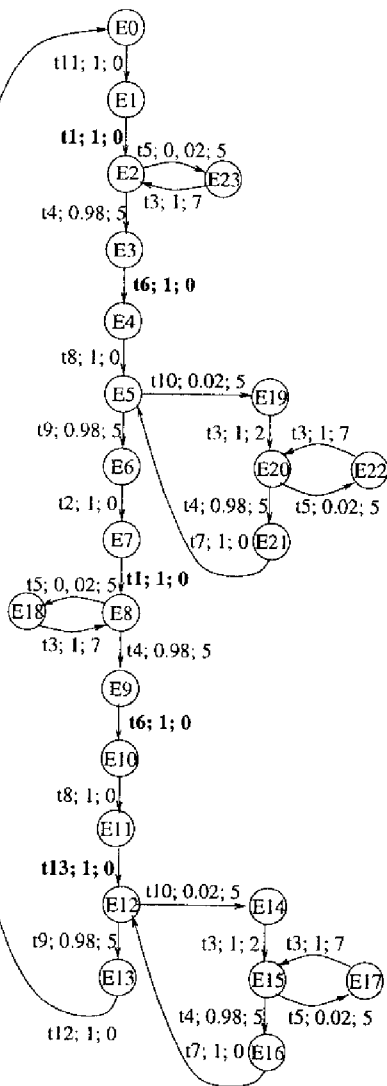 E0
t11; 1; 0
E1
t1; 1; 0
t5; 0, 02; 5
E2
E23
t3; 1; 7
t4; 0.98; 5
E3
t6; 1; 0
E4
t8; 1; 0
t10; 0.02; 5
E5
E19
t9; 0.98; 5
t3; 1; 2
t3; 1; 7
E6
E20
E22
t2; 1; 0
t4; 0.98; 5
t5; 0.02; 5
E7
t7; 1; 0
E21
t1; 1; 0
t5; 0, 02; 5
E18
E8
t3; 1; 7
t4; 0.98; 5
E9
t6; 1; 0
E10
t8; 1; 0
E11
t13; 1; 0
t10; 0.02; 5
E12
E14
t9; 0.98; 5
t3; 1; 2
t3; 1; 7
E13
E15
E17
t12; 1; 0
t4; 0.98; 5
t5; 0.02; 5
t7; 1; 0
E16